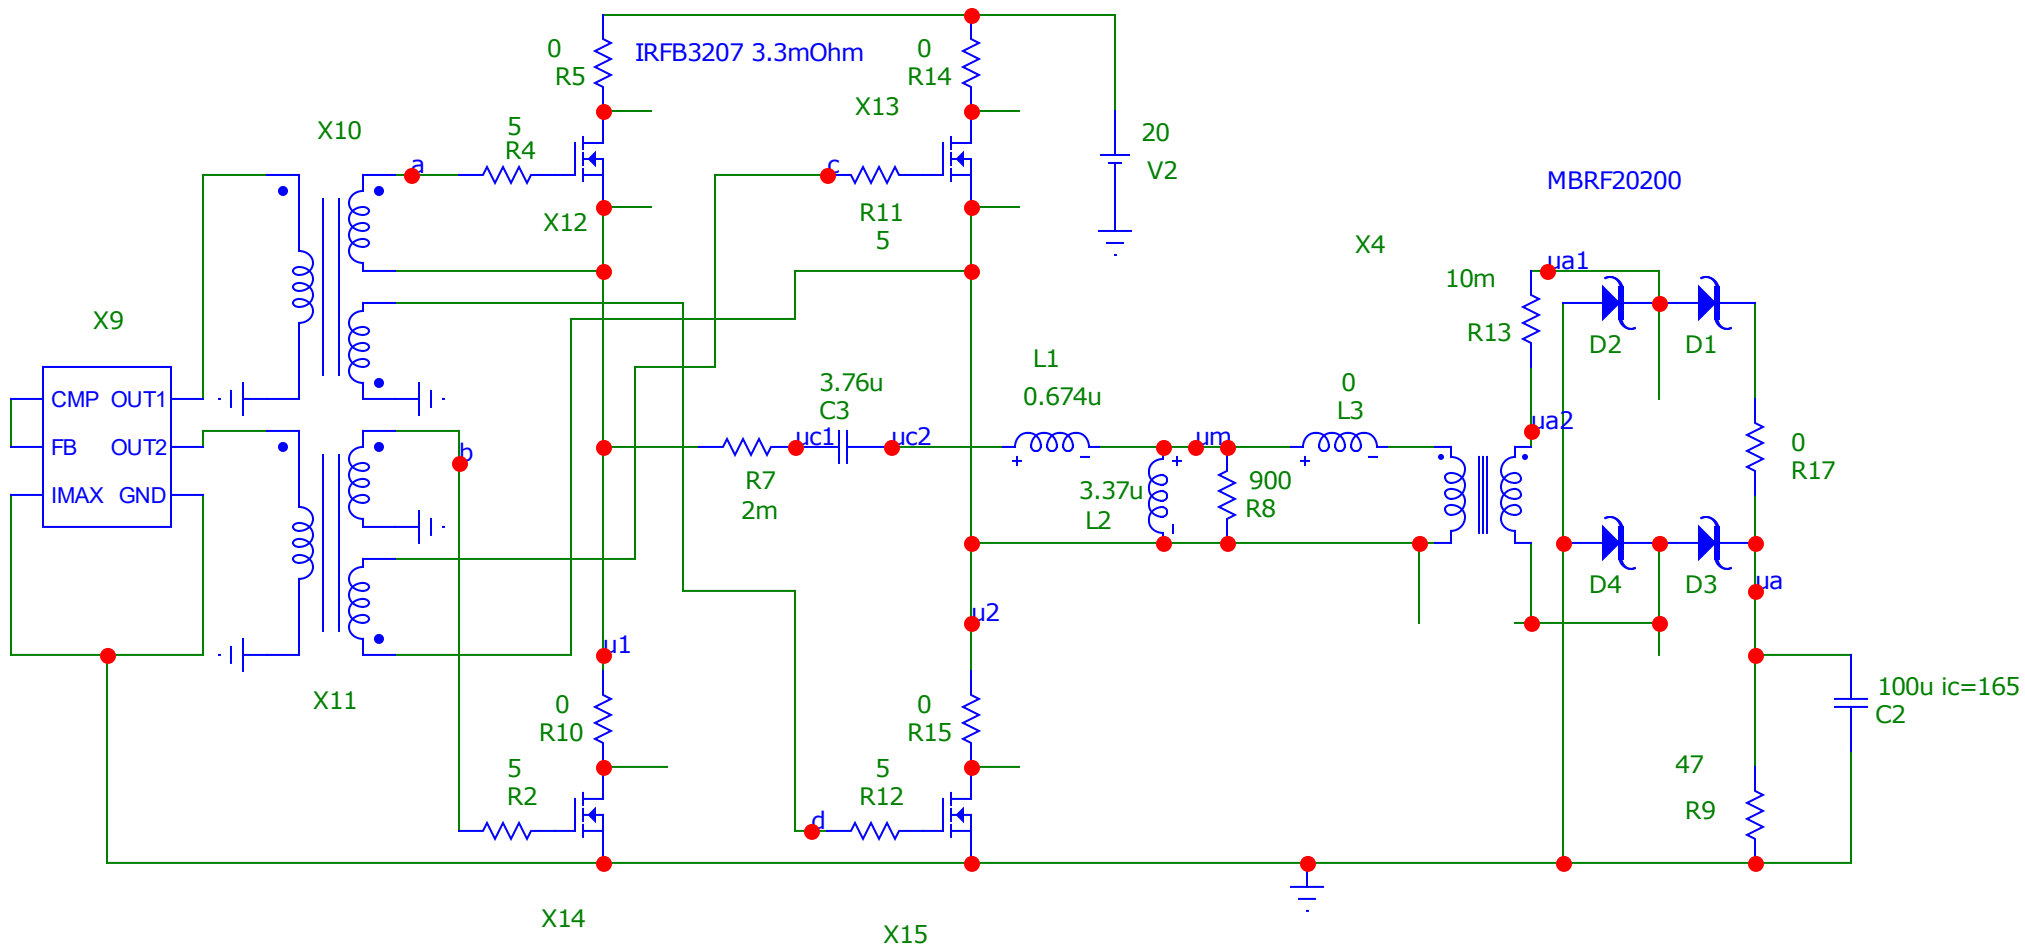 0
R5
IRFB3207 3.3mOhm
0
R14
X13
X10
5
R4
a
c
20
V2
MBRF20200
X12
R11
5
X4
ua1
10m
R13
D2
D1
X9
L1
0.674u
3.76u
C3
0
L3
CMP OUT1
FB OUT2
IMAX GND
b
uc1
uc2
um
ua2
0
R17
R7
2m
3.37u
L2
900
R8
D4
D3
ua
u2
u1
X11
0
R10
0
R15
100u ic=165
C2
5
R2
5
R12
47
R9
d
X14
X15